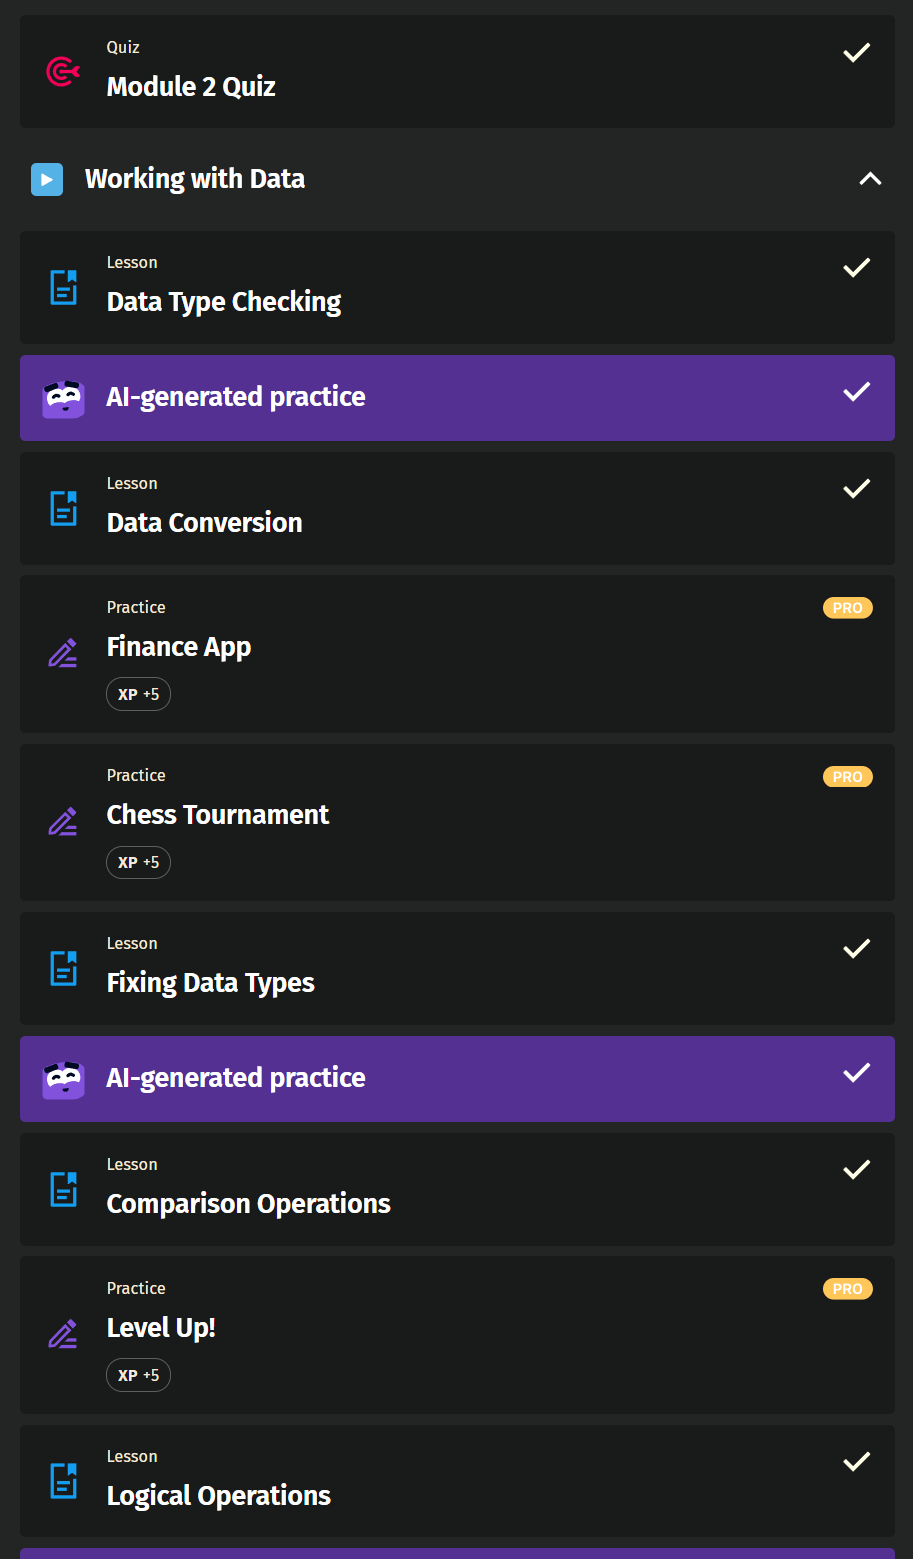 Quiz
Module 2 Quiz
Working with Data
Lesson
Data Type Checking
AI-generated practice
Lesson
Data Conversion
Practice
PRO
Finance App
XP +5
Practice
PRO
Chess Tournament
XP +5
Lesson
Fixing Data Types
AI-generated practice
Lesson
Comparison Operations
Practice
PRO
Level Up!
XP +5
Lesson
Logical Operations